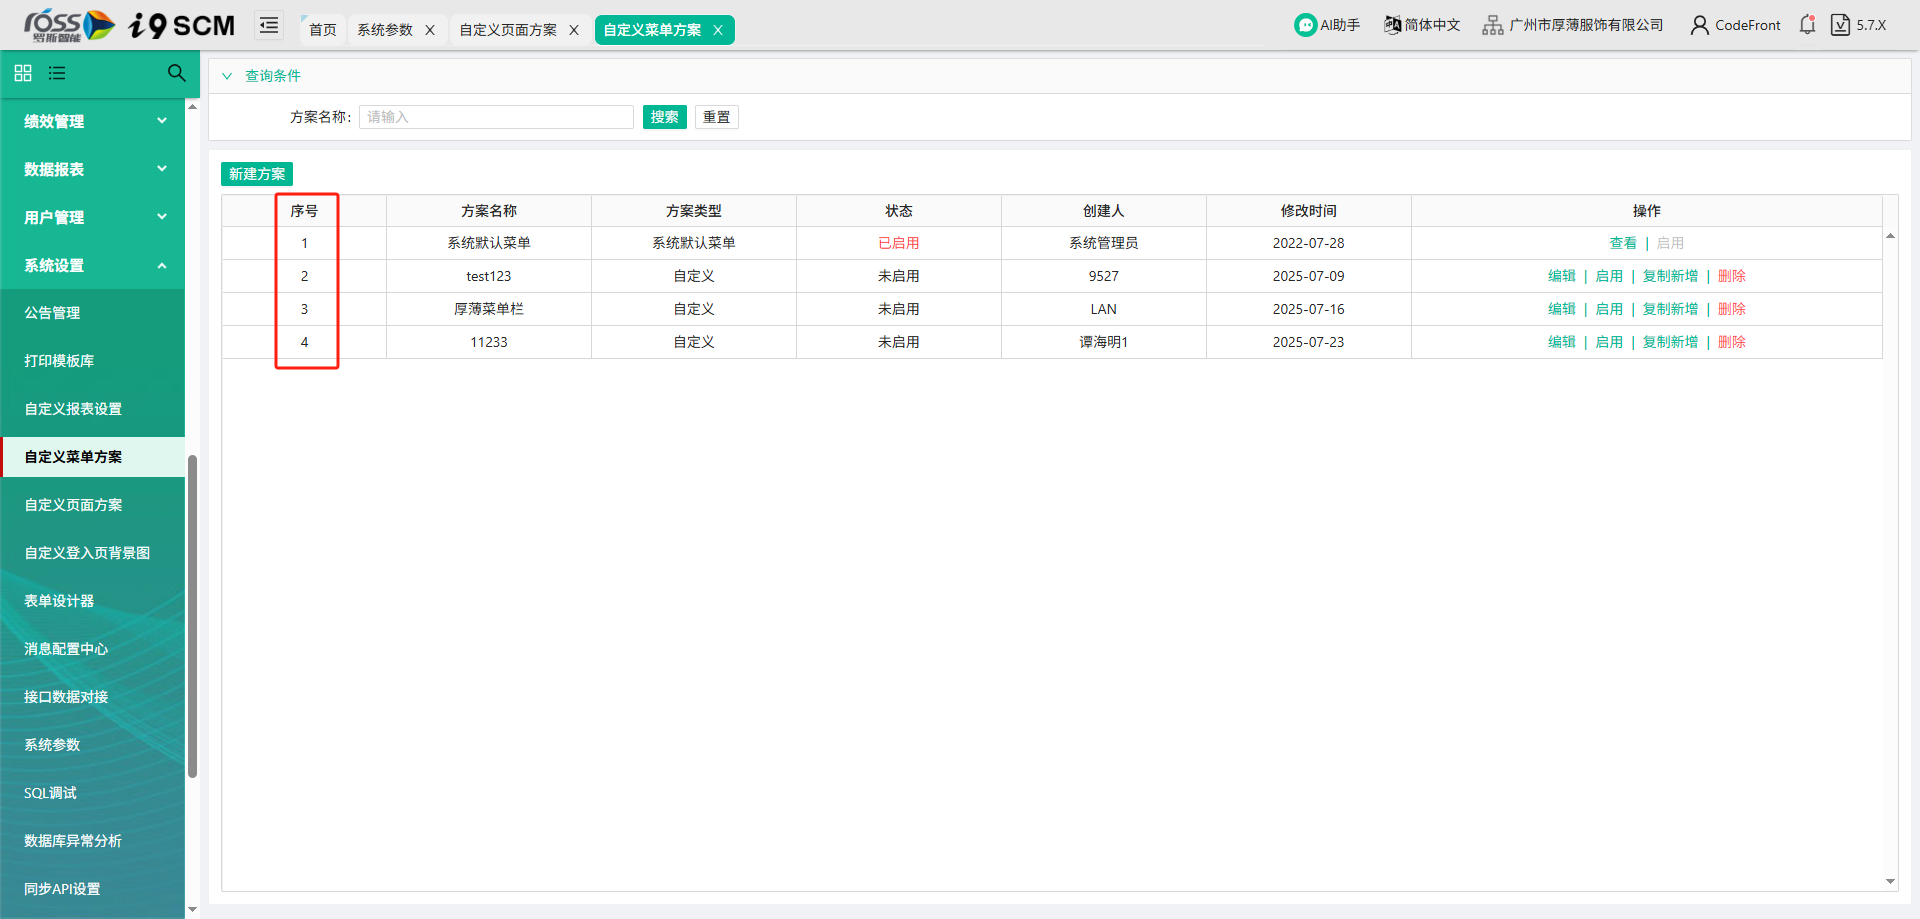 ross
罗斯智能
i9 SCM
首页
系统参数 X
自定义页面方案 X
自定义菜单方案 X
AI助手
简体中文
广州市厚薄服饰有限公司
CodeFront
5.7.X
绩效管理
数据报表
用户管理
系统设置
公告管理
打印模板库
自定义报表设置
自定义菜单方案
自定义页面方案
自定义登入页背景图
表单设计器
消息配置中心
接口数据对接
系统参数
SQL调试
数据库异常分析
同步API设置
查询条件
方案名称: 请输入 搜索 重置
新建方案
序号 方案名称 方案类型 状态 创建人 修改时间 操作
1 系统默认菜单 系统默认菜单 已启用 系统管理员 2022-07-28 查看 | 启用
2 test123 自定义 未启用 9527 2025-07-09 编辑 | 启用 | 复制新增 | 删除
3 厚薄菜单栏 自定义 未启用 LAN 2025-07-16 编辑 | 启用 | 复制新增 | 删除
4 11233 自定义 未启用 谭海明1 2025-07-23 编辑 | 启用 | 复制新增 | 删除